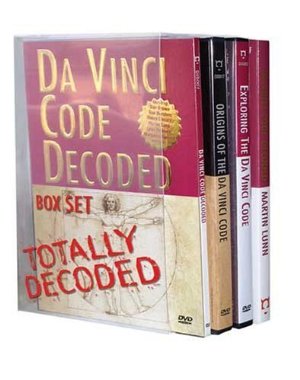 DA VINCI
CODE
DECODED
BOX SET
TOTALLY
DECODED
DVD
DA VINCI CODE DECODED
ORIGINS OF THE DA VINCI CODE
EXPLORING THE DA VINCI CODE
MARTIN LUNN
DVD